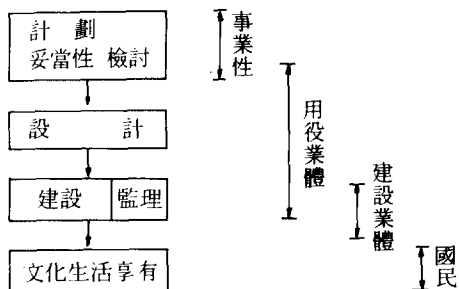 計劃
妥當性 檢討
設計
建設 監理
文化生活享有
事業性
用役業體
建設業體
國民